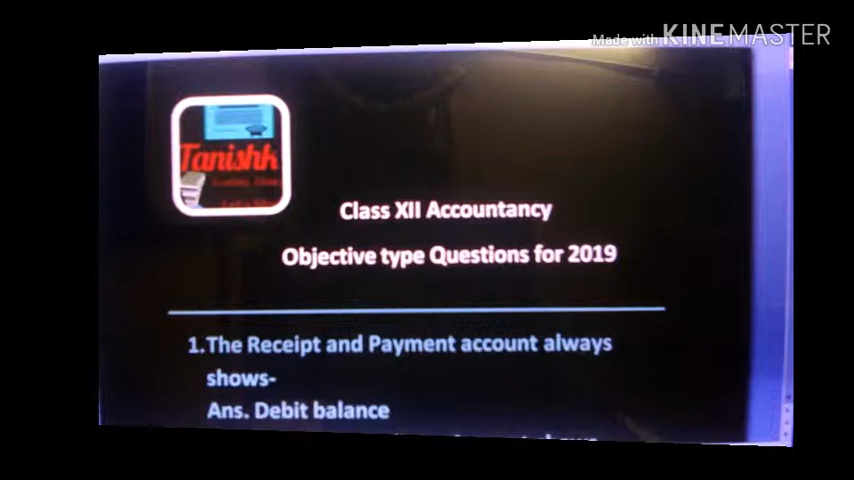 Made with KINEMASTER
Tanishk
Class XII Accountancy
Objective type Questions for 2019
1.The Receipt and Payment account always
shows-
Ans. Debit balance